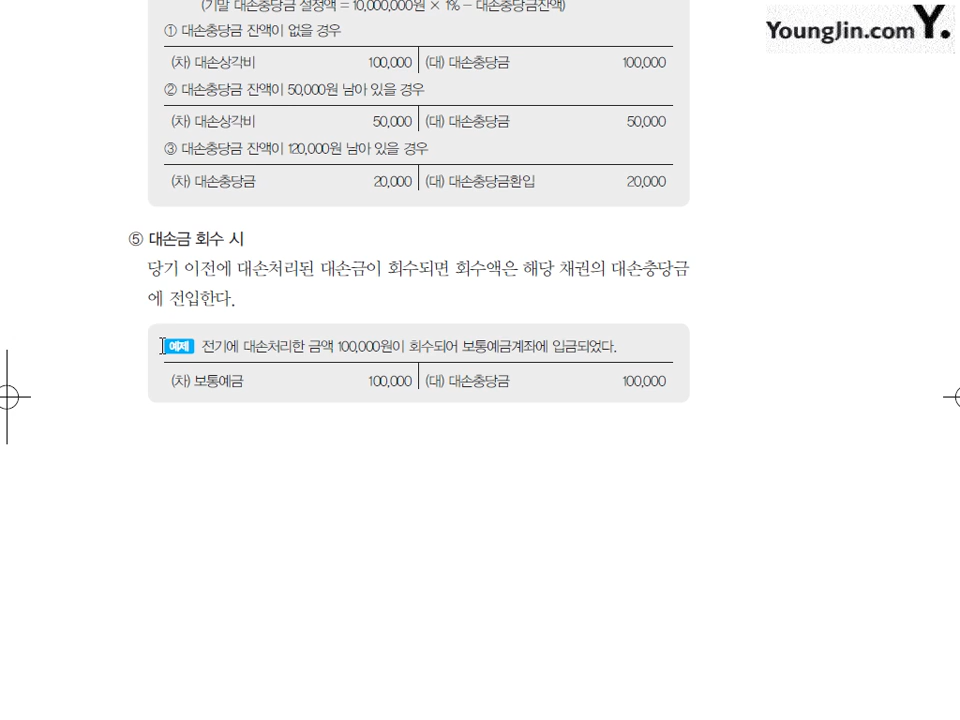 (기말 대손충당금 설정액 = 10,000,000원 × 1% - 대손충당금잔액)
YoungJin.com Y.
① 대손충당금 잔액이 없을 경우
(차) 대손상각비 100,000 (대) 대손충당금 100,000
② 대손충당금 잔액이 50,000원 남아 있을 경우
(차) 대손상각비 50,000 (대) 대손충당금 50,000
③ 대손충당금 잔액이 120,000원 남아 있을 경우
(차) 대손충당금 20,000 (대) 대손충당금환입 20,000
⑤ 대손금 회수 시
당기 이전에 대손처리된 대손금이 회수되면 회수액은 해당 채권의 대손충당금
에 전입한다.
예제 전기에 대손처리한 금액 100,000원이 회수되어 보통예금계좌에 입금되었다.
(차) 보통예금 100,000 (대) 대손충당금 100,000